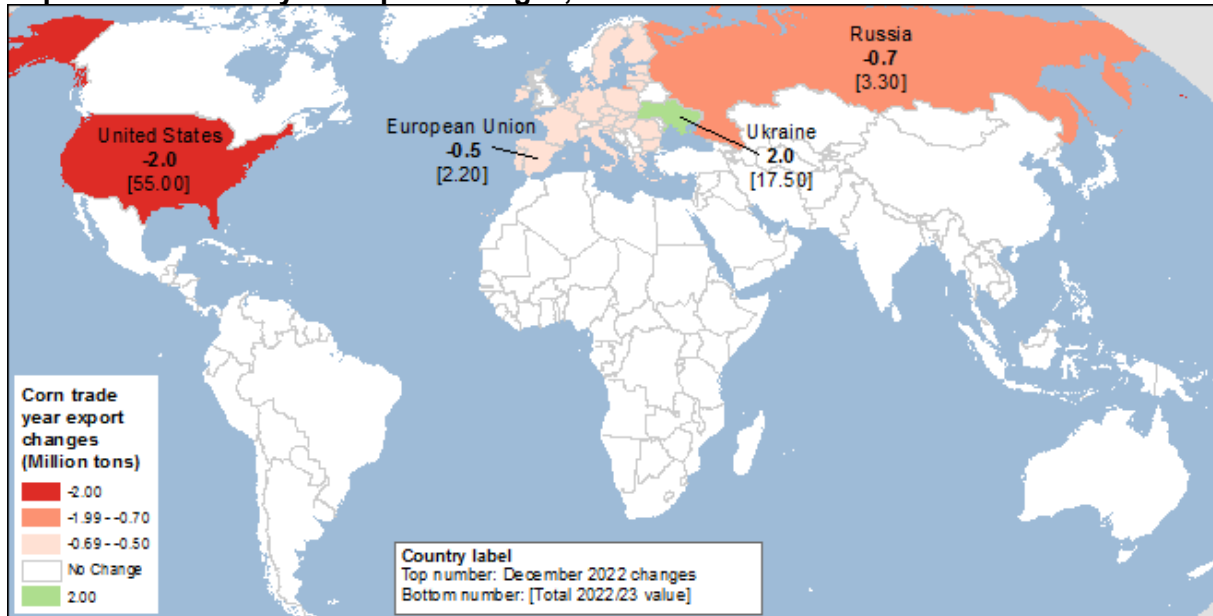 Russia
-0.7
[3.30]
United States
-2.0
[55.00]
European Union
-0.5
[2.20]
Ukraine
2.0
[17.50]
Corn trade
year export
changes
(Million tons)
-2.00
-1.99 - -0.70
-0.69 - -0.50
No Change
2.00
Country label
Top number: December 2022 changes
Bottom number: [Total 2022/23 value]